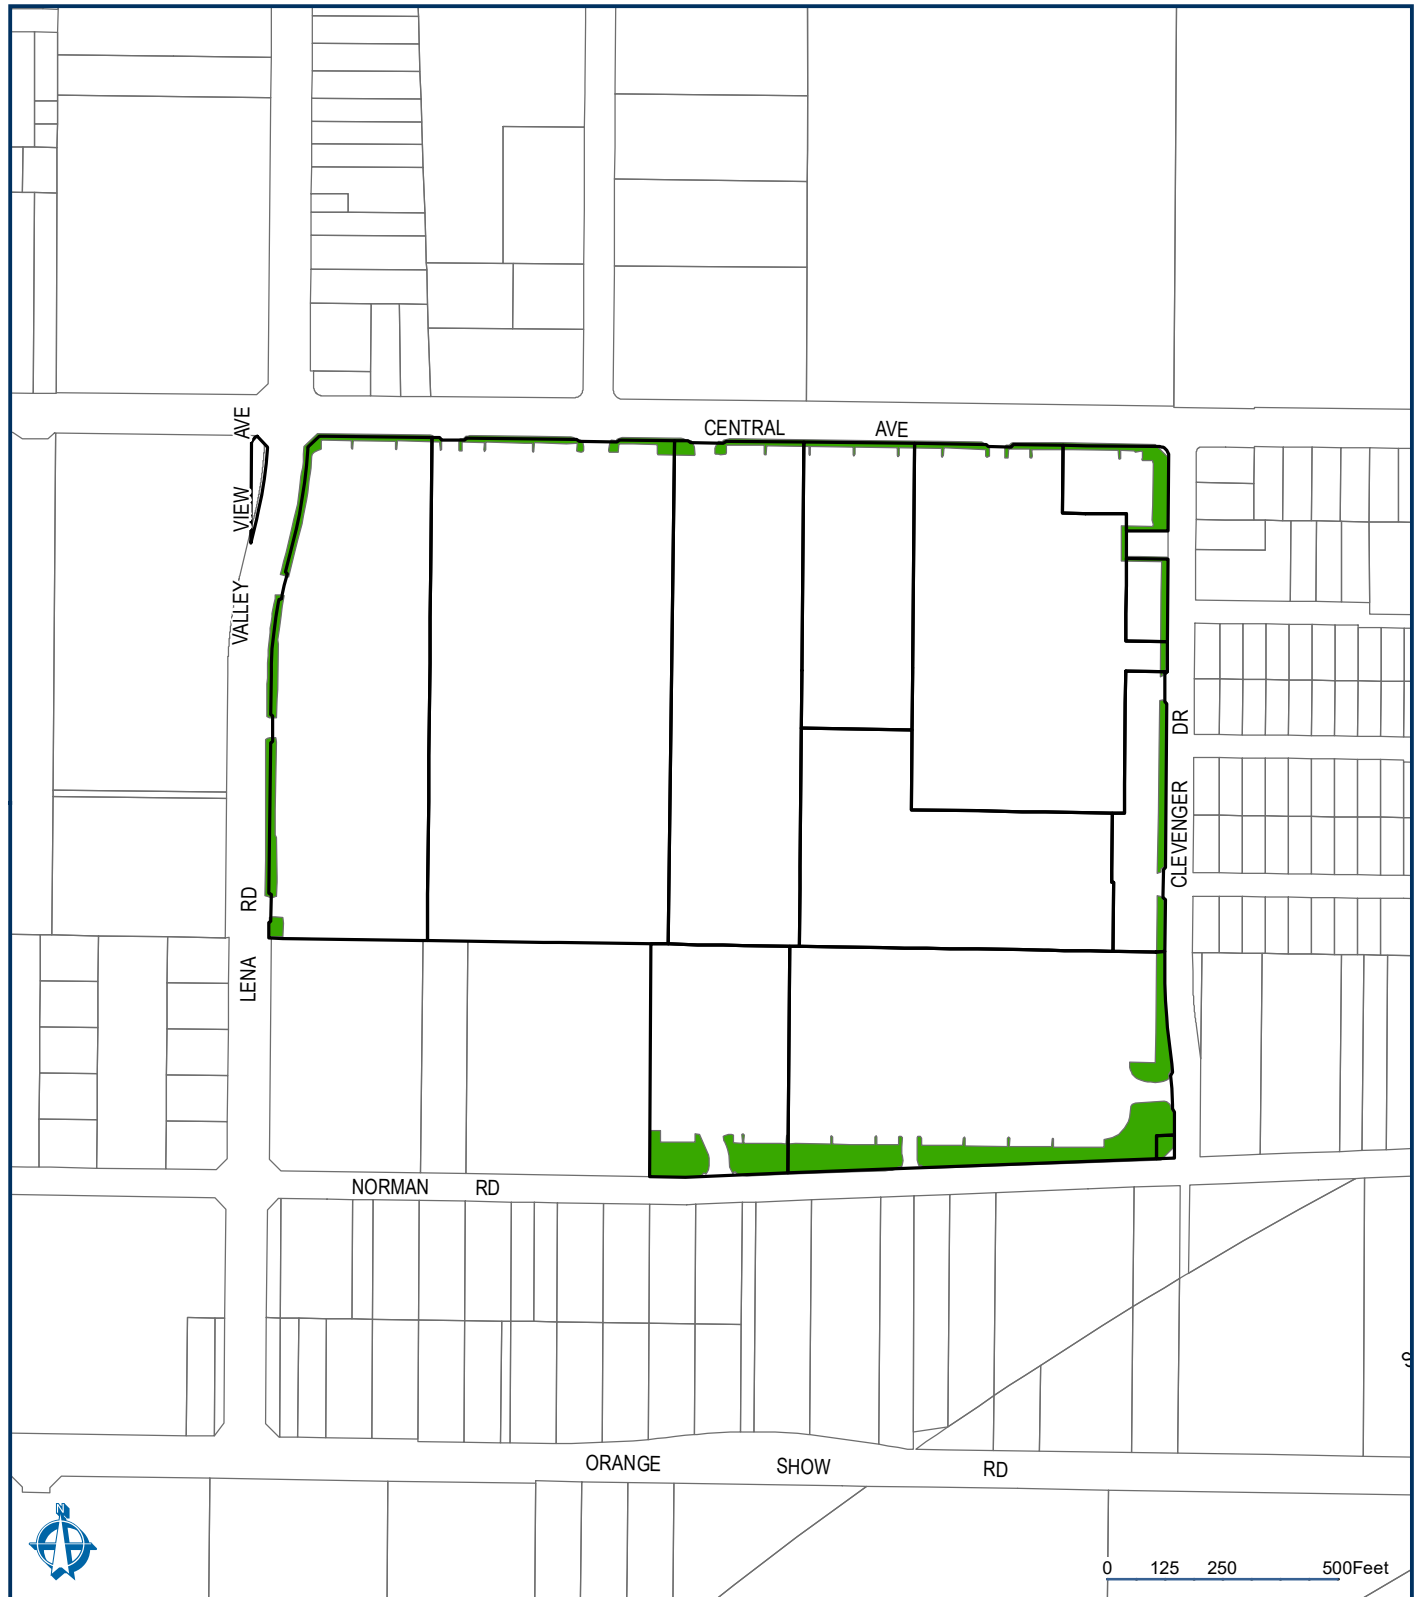 CENTRAL AVE
VALLEY VIEW AVE
CLEVENGER DR
LENA RD
NORMAN RD
ORANGE SHOW RD
N
0 125 250 500Feet